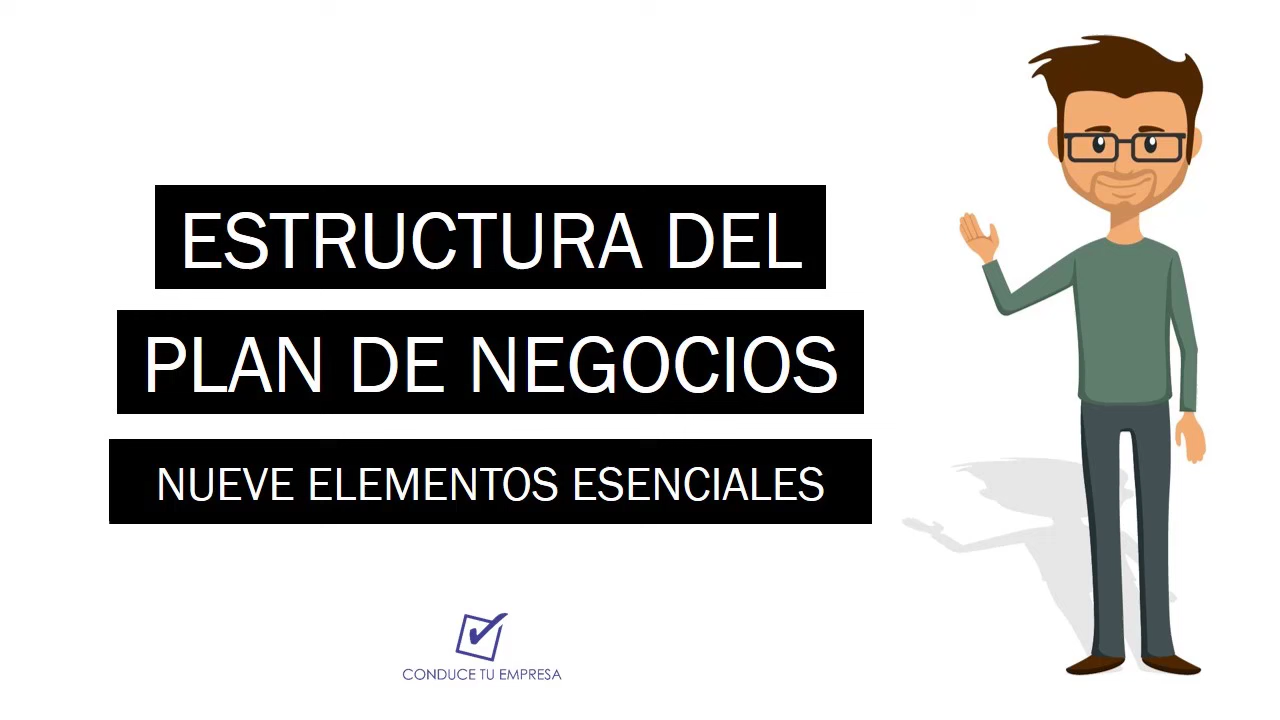 ESTRUCTURA DEL
PLAN DE NEGOCIOS
NUEVE ELEMENTOS ESENCIALES
CONDUCE TU EMPRESA